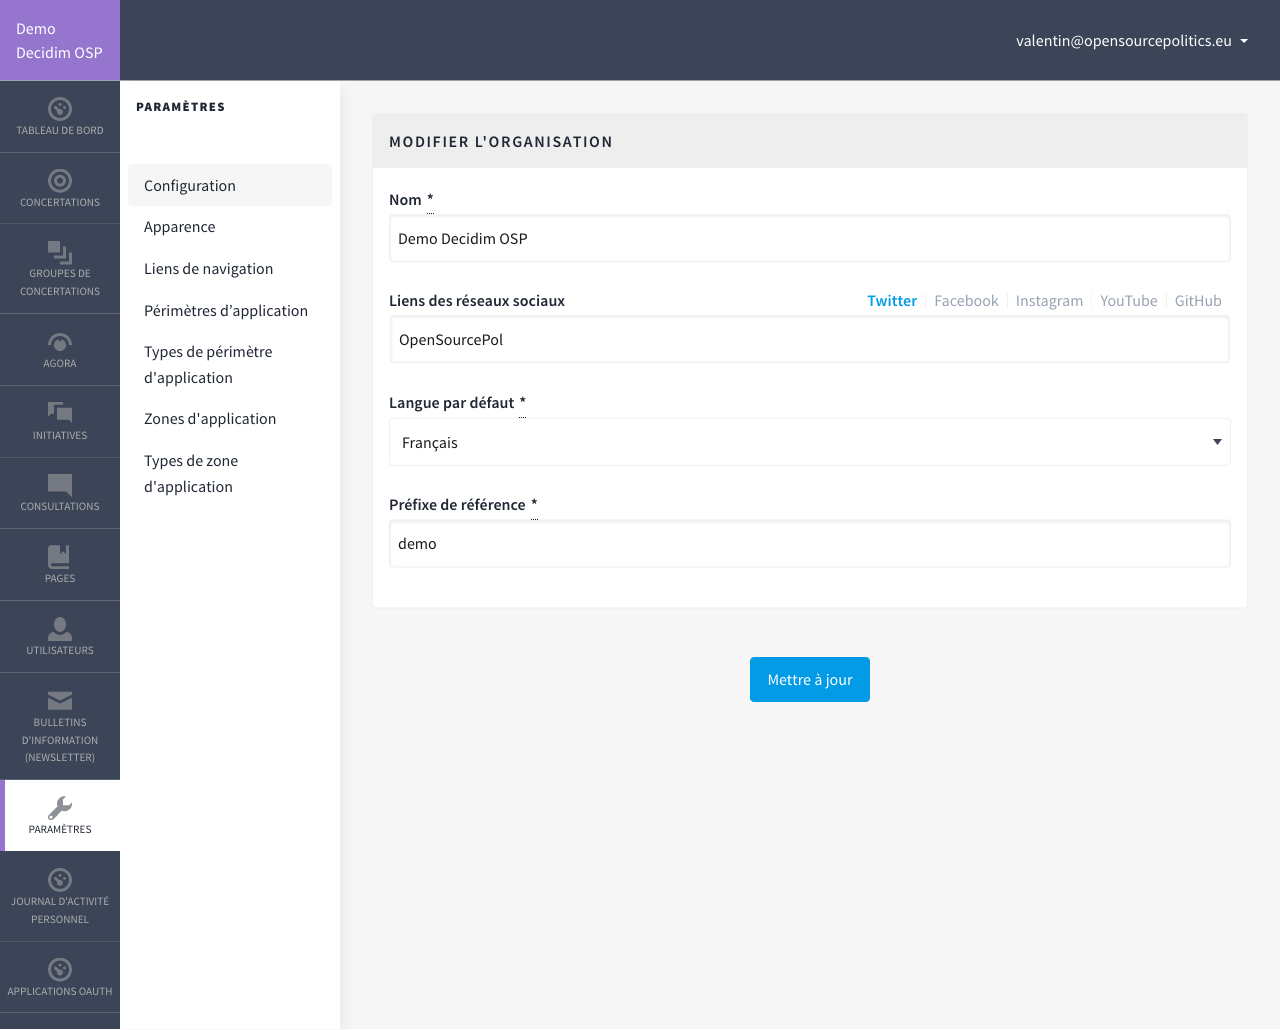 Demo
Decidim OSP
valentin@opensourcepolitics.eu
TABLEAU DE BORD
CONCERTATIONS
GROUPES DE
CONCERTATIONS
AGORA
INITIATIVES
CONSULTATIONS
PAGES
UTILISATEURS
BULLETINS
D'INFORMATION
(NEWSLETTER)
PARAMÈTRES
JOURNAL D'ACTIVITÉ
PERSONNEL
APPLICATIONS OAUTH
PARAMÈTRES
Configuration
Apparence
Liens de navigation
Périmètres d’application
Types de périmètre
d'application
Zones d'application
Types de zone
d'application
MODIFIER L'ORGANISATION
Nom *
Demo Decidim OSP
Liens des réseaux sociaux Twitter Facebook Instagram YouTube GitHub
OpenSourcePol
Langue par défaut *
Français
Préfixe de référence *
demo
Mettre à jour